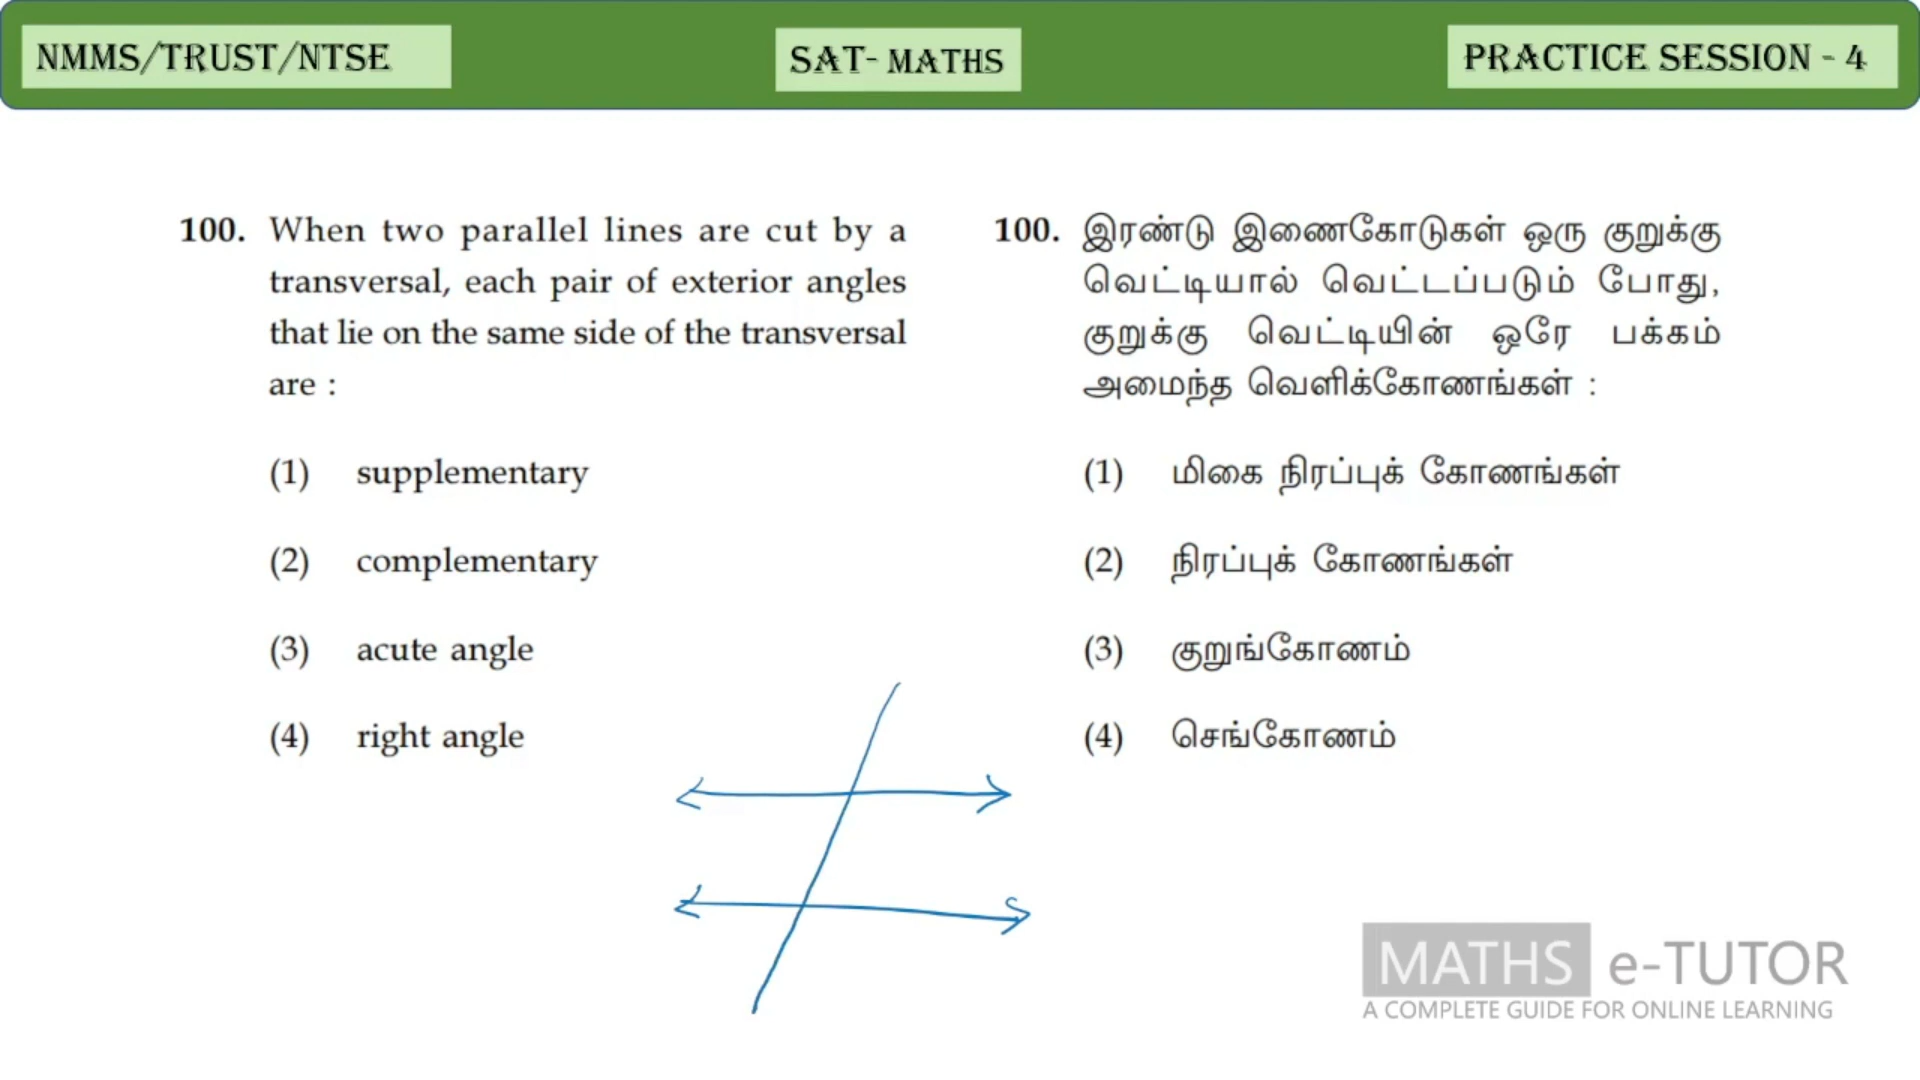 NMMS/TRUST/NTSE
SAT- MATHS
PRACTICE SESSION - 4
100. When two parallel lines are cut by a
transversal, each pair of exterior angles
that lie on the same side of the transversal
are :
(1) supplementary
(2) complementary
(3) acute angle
(4) right angle
100. இரண்டு இணைகோடுகள் ஒரு குறுக்கு
வெட்டியால் வெட்டப்படும் போது,
குறுக்கு வெட்டியின் ஒரே பக்கம்
அமைந்த வெளிக்கோணங்கள் :
(1) மிகை நிரப்புக் கோணங்கள்
(2) நிரப்புக் கோணங்கள்
(3) குறுங்கோணம்
(4) செங்கோணம்
MATHS e-TUTOR
A COMPLETE GUIDE FOR ONLINE LEARNING